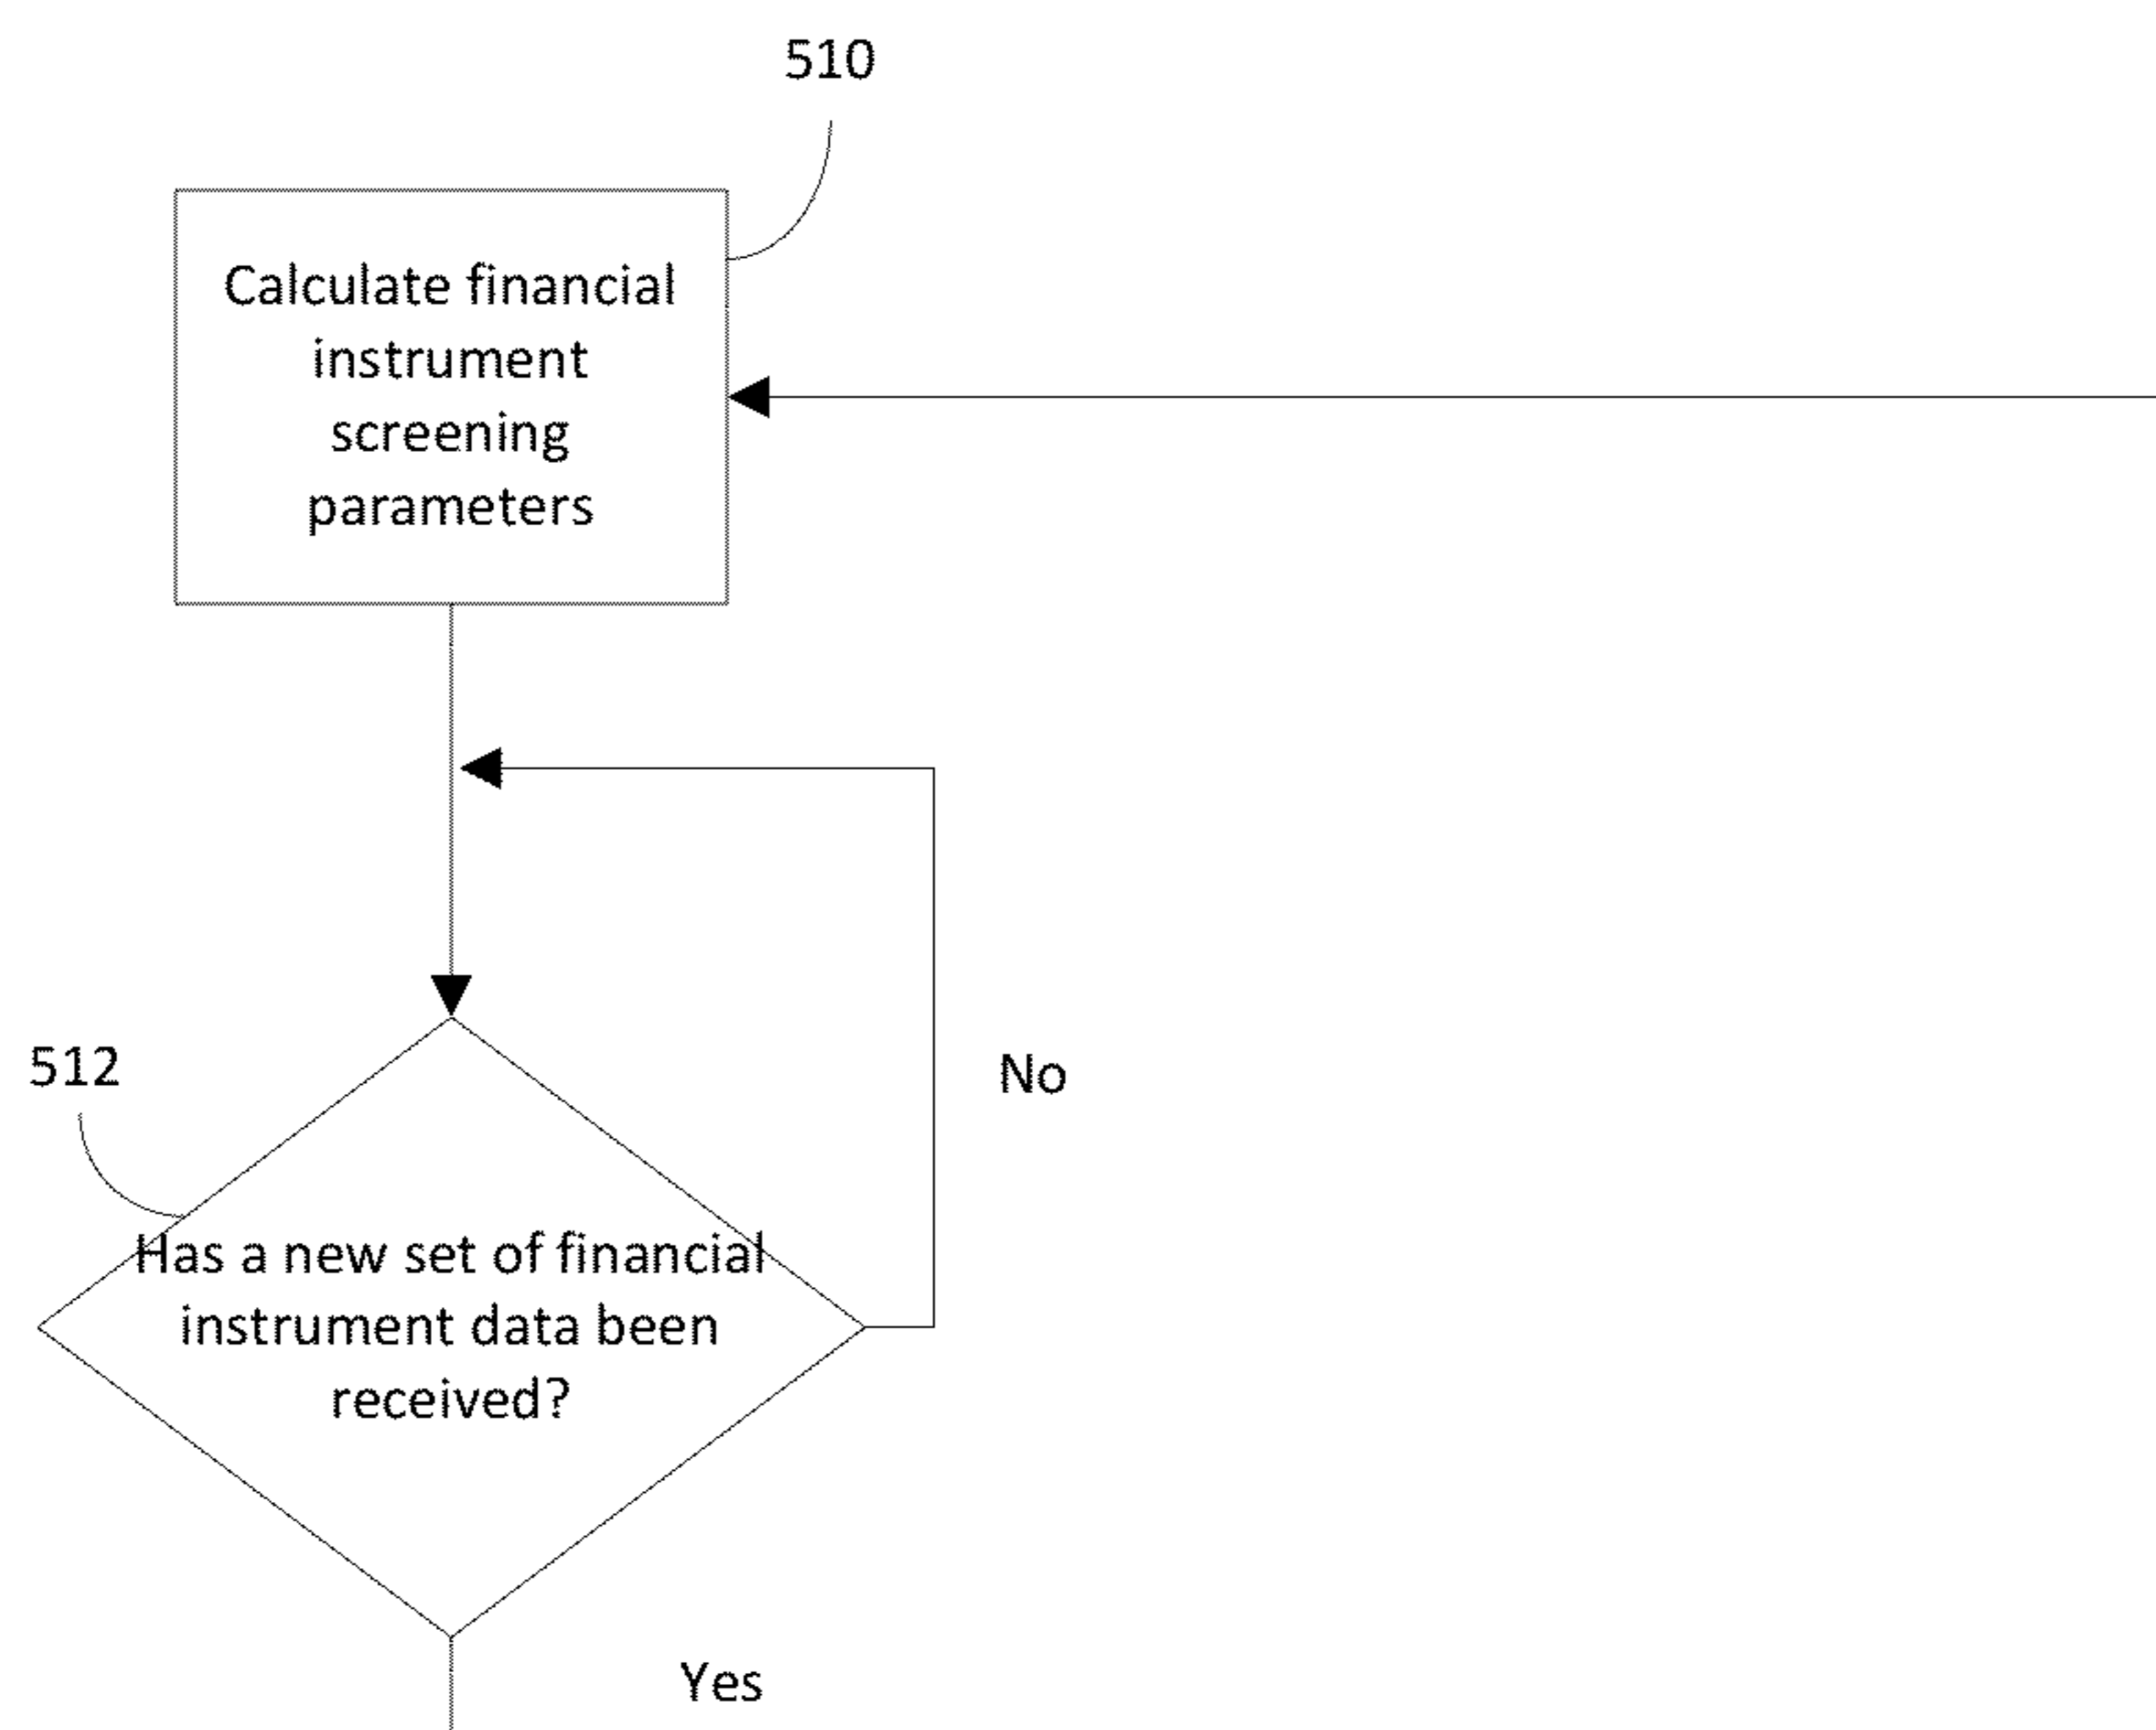 510
Calculate financial
instrument
screening
parameters
512
No
Has a new set of financial
instrument data been
received?
Yes